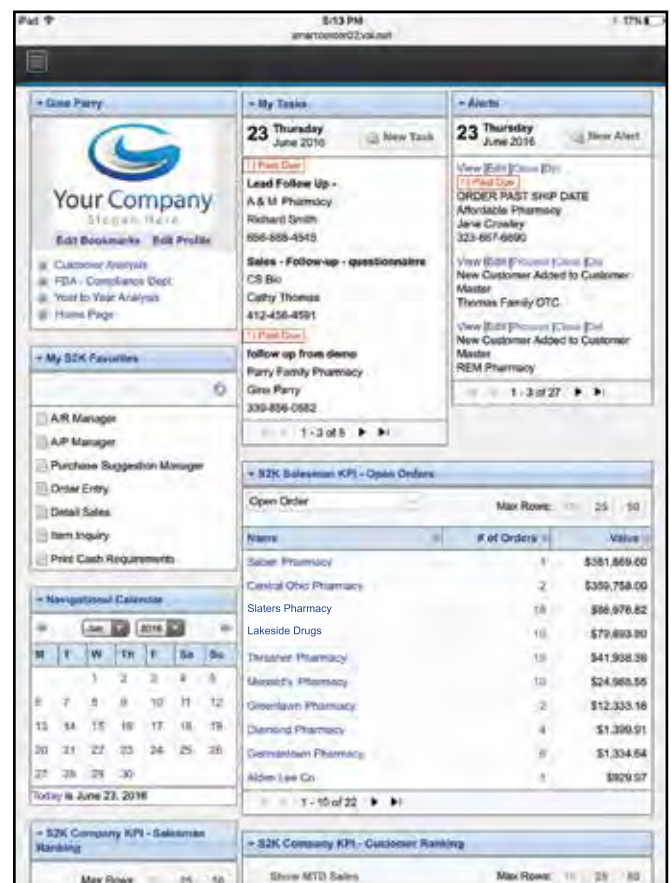 iPad
5:13 PM
17%
Gina Parry
Your Company
Slogan Here
Edit Bookmarks Edit Profile
Customer Analysis
FDA - Compliance Dept
Year to Year Analysis
Home Page
My S2K Favorites
A/R Manager
A/P Manager
Purchase Suggestion Manager
Order Entry
Detail Sales
Item Inquiry
Print Cash Requirements
Navigational Calendar
Jun 2016
M T W Th F Sa Su
1 2 3 4 5
6 7 8 9 10 11 12
13 14 15 16 17 18 19
20 21 22 23 24 25 26
27 28 29 30
Today is June 23, 2016
S2K Company KPI - Salesman
Ranking
Max Rows: 25 50
My Tasks
23 Thursday
June 2016
New Task
Past Due
Lead Follow Up -
A & M Pharmacy
Richard Smith
Sales - Follow-up - questionnaire
CS Bio
Cathy Thomas
412-456-4591
Past Due
follow up from demo
Parry Family Pharmacy
Gina Parry
1 - 3 of 5
Alerts
23 Thursday
June 2016
New Alert
View |Edit |Close |Del
Past Due
ORDER PAST SHIP DATE
Affordable Pharmacy
Jane Crowley
323-667-6690
View |Edit |Process |Close |Del
New Customer Added to Customer
Master
Thomas Family OTC
View |Edit |Process |Close |Del
New Customer Added to Customer
Master
REM Pharmacy
1 - 3 of 27
S2K Salesman KPI - Open Orders
Open Order Max Rows: 25 50
Name # of Orders Value
Pharmacy 1
Central Ohio Pharmacy 2 $359,758.00
Slaters Pharmacy
Lakeside Drugs
Pharmacy $41,938.36
Pharmacy
Greenlawn Pharmacy 2 $12,333.16
Diamond Pharmacy 4 $1,399.91
Germantown Pharmacy $1,334.64
Alden Lee Co 1 $929.97
1 - 10 of 22
S2K Company KPI - Customer Ranking
Show MTD Sales Max Rows: 25 50